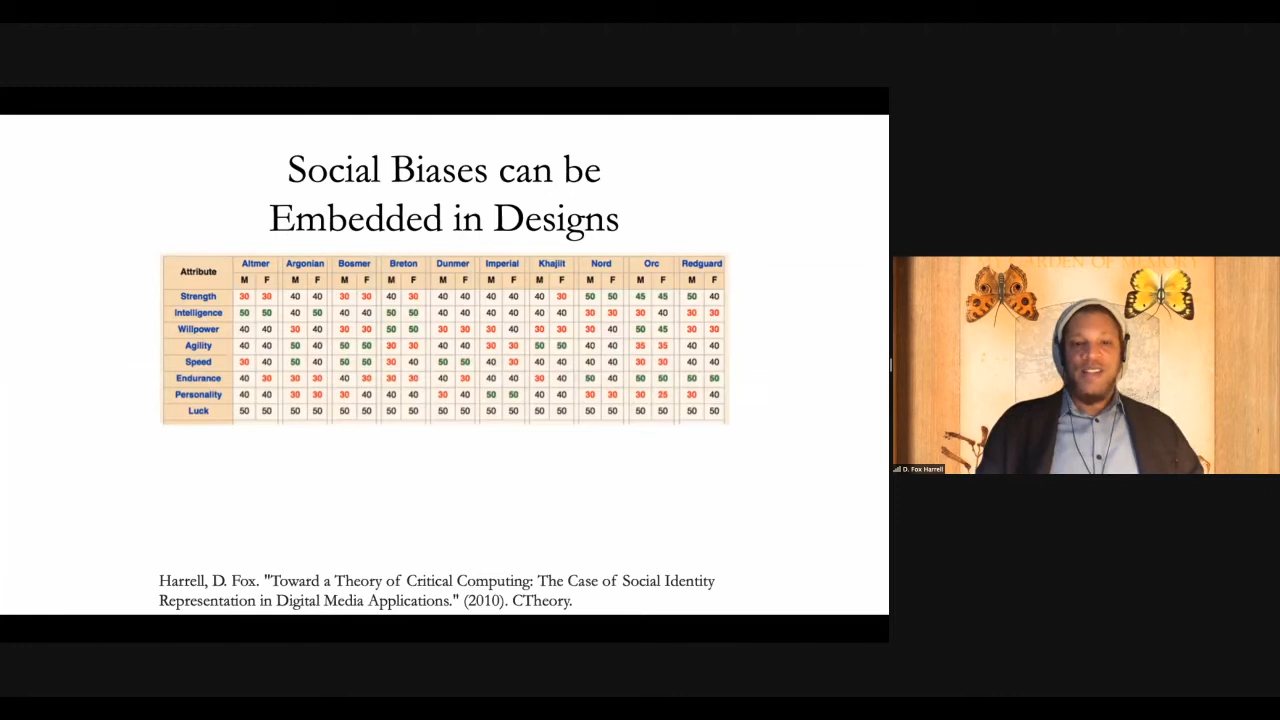 Social Biases can be
Embedded in Designs
Attribute Altmer Argonian Bosmer Breton Dunmer Imperial Khajiit Nord Orc Redguard
M F M F M F M F M F M F M F M F M F M F
Strength 30 30 40 40 30 30 40 30 40 40 40 40 40 30 50 50 45 45 50 40
Intelligence 50 50 40 50 40 40 50 50 40 40 40 40 40 40 30 30 30 40 30 30
Willpower 40 40 30 40 30 30 50 50 30 30 30 40 30 30 30 40 50 45 30 30
Agility 40 40 50 40 50 50 30 30 40 40 30 30 50 50 40 40 35 35 40 40
Speed 30 40 50 40 50 50 30 40 50 50 40 30 40 40 40 40 30 30 40 40
Endurance 40 30 30 30 40 30 30 30 40 30 40 40 30 40 50 40 50 50 50 50
Personality 40 40 30 30 30 40 40 40 30 40 50 50 40 40 30 30 30 25 30 40
Luck 50 50 50 50 50 50 50 50 50 50 50 50 50 50 50 50 50 50 50 50
Harrell, D. Fox. "Toward a Theory of Critical Computing: The Case of Social Identity
Representation in Digital Media Applications." (2010). CTheory.
D. Fox Harrell